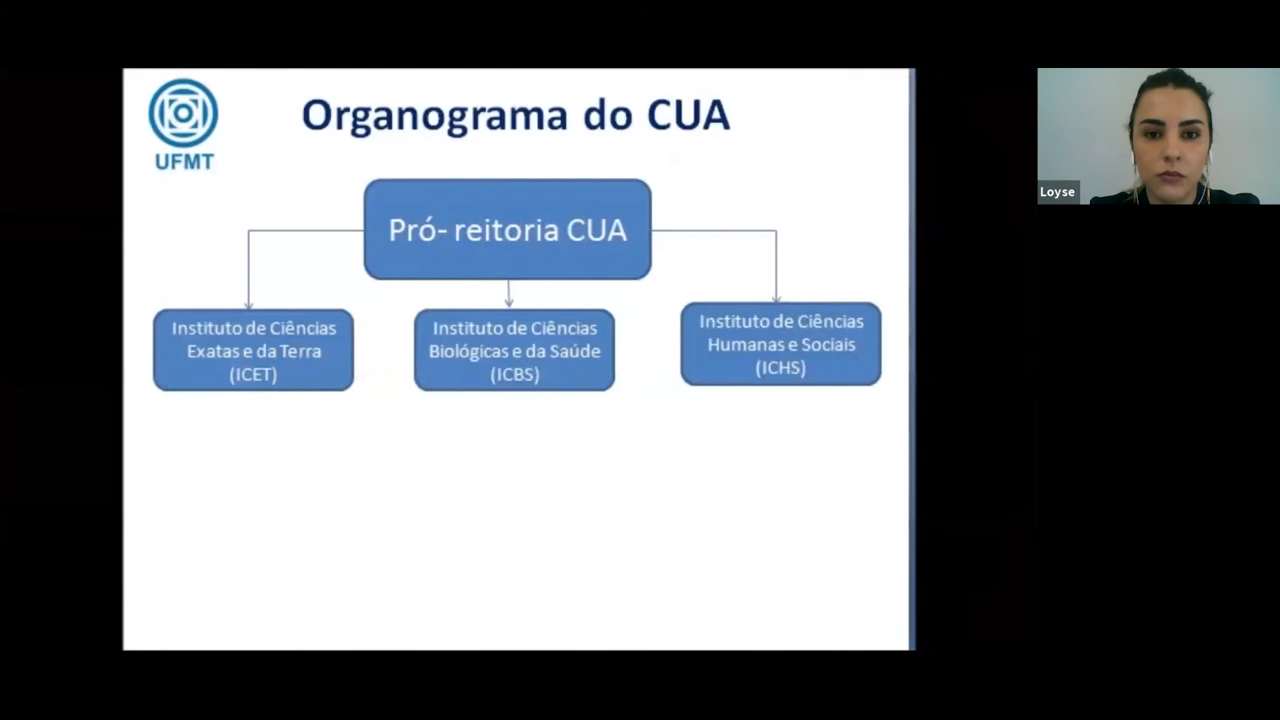 UFMT
Organograma do CUA
Pró- reitoria CUA
Instituto de Ciências
Exatas e da Terra
(ICET)
Instituto de Ciências
Biológicas e da Saúde
(ICBS)
Instituto de Ciências
Humanas e Sociais
(ICHS)
Loyse